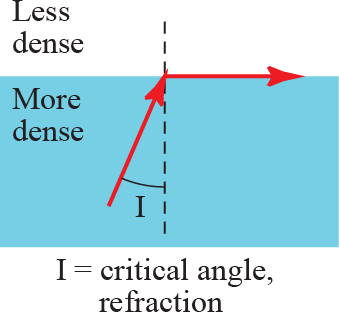 Less
dense
More
dense
I
I = critical angle,
refraction